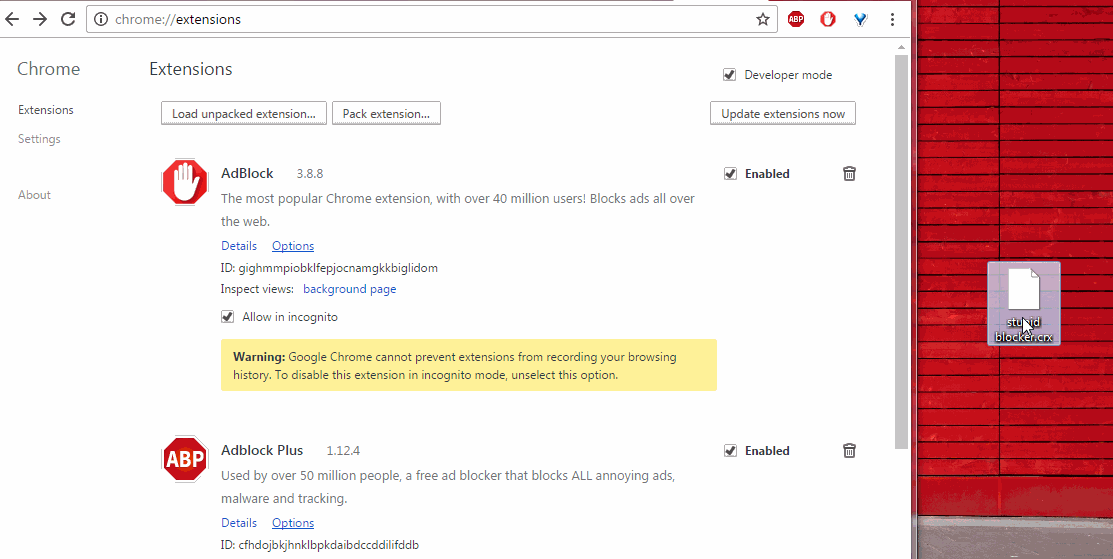 chrome://extensions
ABP
Chrome
Extensions
Developer mode
Extensions
Load unpacked extension...
Pack extension...
Update extensions now
Settings
About
AdBlock 3.8.8
Enabled
The most popular Chrome extension, with over 40 million users! Blocks ads all over
the web.
Details Options
ID: gighmmpiobklfepjocnamgkkbiglidom
Inspect views: background page
Allow in incognito
Warning: Google Chrome cannot prevent extensions from recording your browsing
history. To disable this extension in incognito mode, unselect this option.
ABP
Adblock Plus 1.12.4
Enabled
Used by over 50 million people, a free ad blocker that blocks ALL annoying ads,
malware and tracking.
Details Options
ID: cfhdojbkjhnklbpkdaibdccddilifddb
stupid
blocker.crx